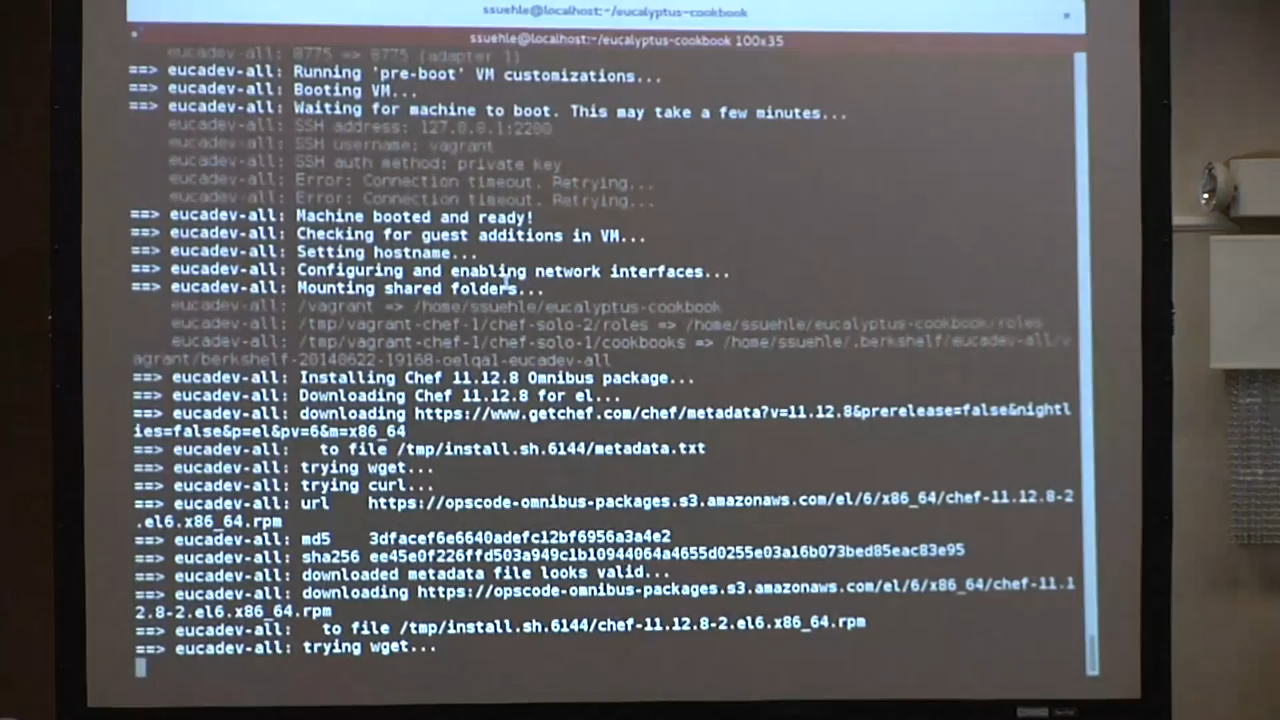 ssuehle@localhost:~/eucalyptus-cookbook
ssuehle@localhost:~/eucalyptus-cookbook 100x35
eucadev-all: 8775 => 8775 (adapter 1)
==> eucadev-all: Running 'pre-boot' VM customizations...
==> eucadev-all: Booting VM...
==> eucadev-all: Waiting for machine to boot. This may take a few minutes...
eucadev-all: SSH address: 127.0.0.1:2200
eucadev-all: SSH username: vagrant
eucadev-all: SSH auth method: private key
eucadev-all: Error: Connection timeout. Retrying...
eucadev-all: Error: Connection timeout. Retrying...
==> eucadev-all: Machine booted and ready!
==> eucadev-all: Checking for guest additions in VM...
==> eucadev-all: Setting hostname...
==> eucadev-all: Configuring and enabling network interfaces...
==> eucadev-all: Mounting shared folders...
eucadev-all: /vagrant => /home/ssuehle/eucalyptus-cookbook
eucadev-all: /tmp/vagrant-chef-1/chef-solo-2/roles => /home/ssuehle/eucalyptus-cookbook/roles
eucadev-all: /tmp/vagrant-chef-1/chef-solo-1/cookbooks => /home/ssuehle/.berkshelf/eucadev-all/v
agrant/berkshelf-20140622-19168-oelqal-eucadev-all
==> eucadev-all: Installing Chef 11.12.8 Omnibus package...
==> eucadev-all: Downloading Chef 11.12.8 for el...
==> eucadev-all: downloading https://www.getchef.com/chef/metadata?v=11.12.8&prerelease=false&nightl
ies=false&p=el&pv=6&m=x86_64
==> eucadev-all:   to file /tmp/install.sh.6144/metadata.txt
==> eucadev-all: trying wget...
==> eucadev-all: trying curl...
==> eucadev-all: url    https://opscode-omnibus-packages.s3.amazonaws.com/el/6/x86_64/chef-11.12.8-2
.el6.x86_64.rpm
==> eucadev-all: md5    3dfacef6e6640adefc12bf6956a3a4e2
==> eucadev-all: sha256 ee45e0f226ffd503a949c1b10944064a4655d0255e03a16b073bed85eac83e95
==> eucadev-all: downloaded metadata file looks valid...
==> eucadev-all: downloading https://opscode-omnibus-packages.s3.amazonaws.com/el/6/x86_64/chef-11.1
2.8-2.el6.x86_64.rpm
==> eucadev-all:   to file /tmp/install.sh.6144/chef-11.12.8-2.el6.x86_64.rpm
==> eucadev-all: trying wget...